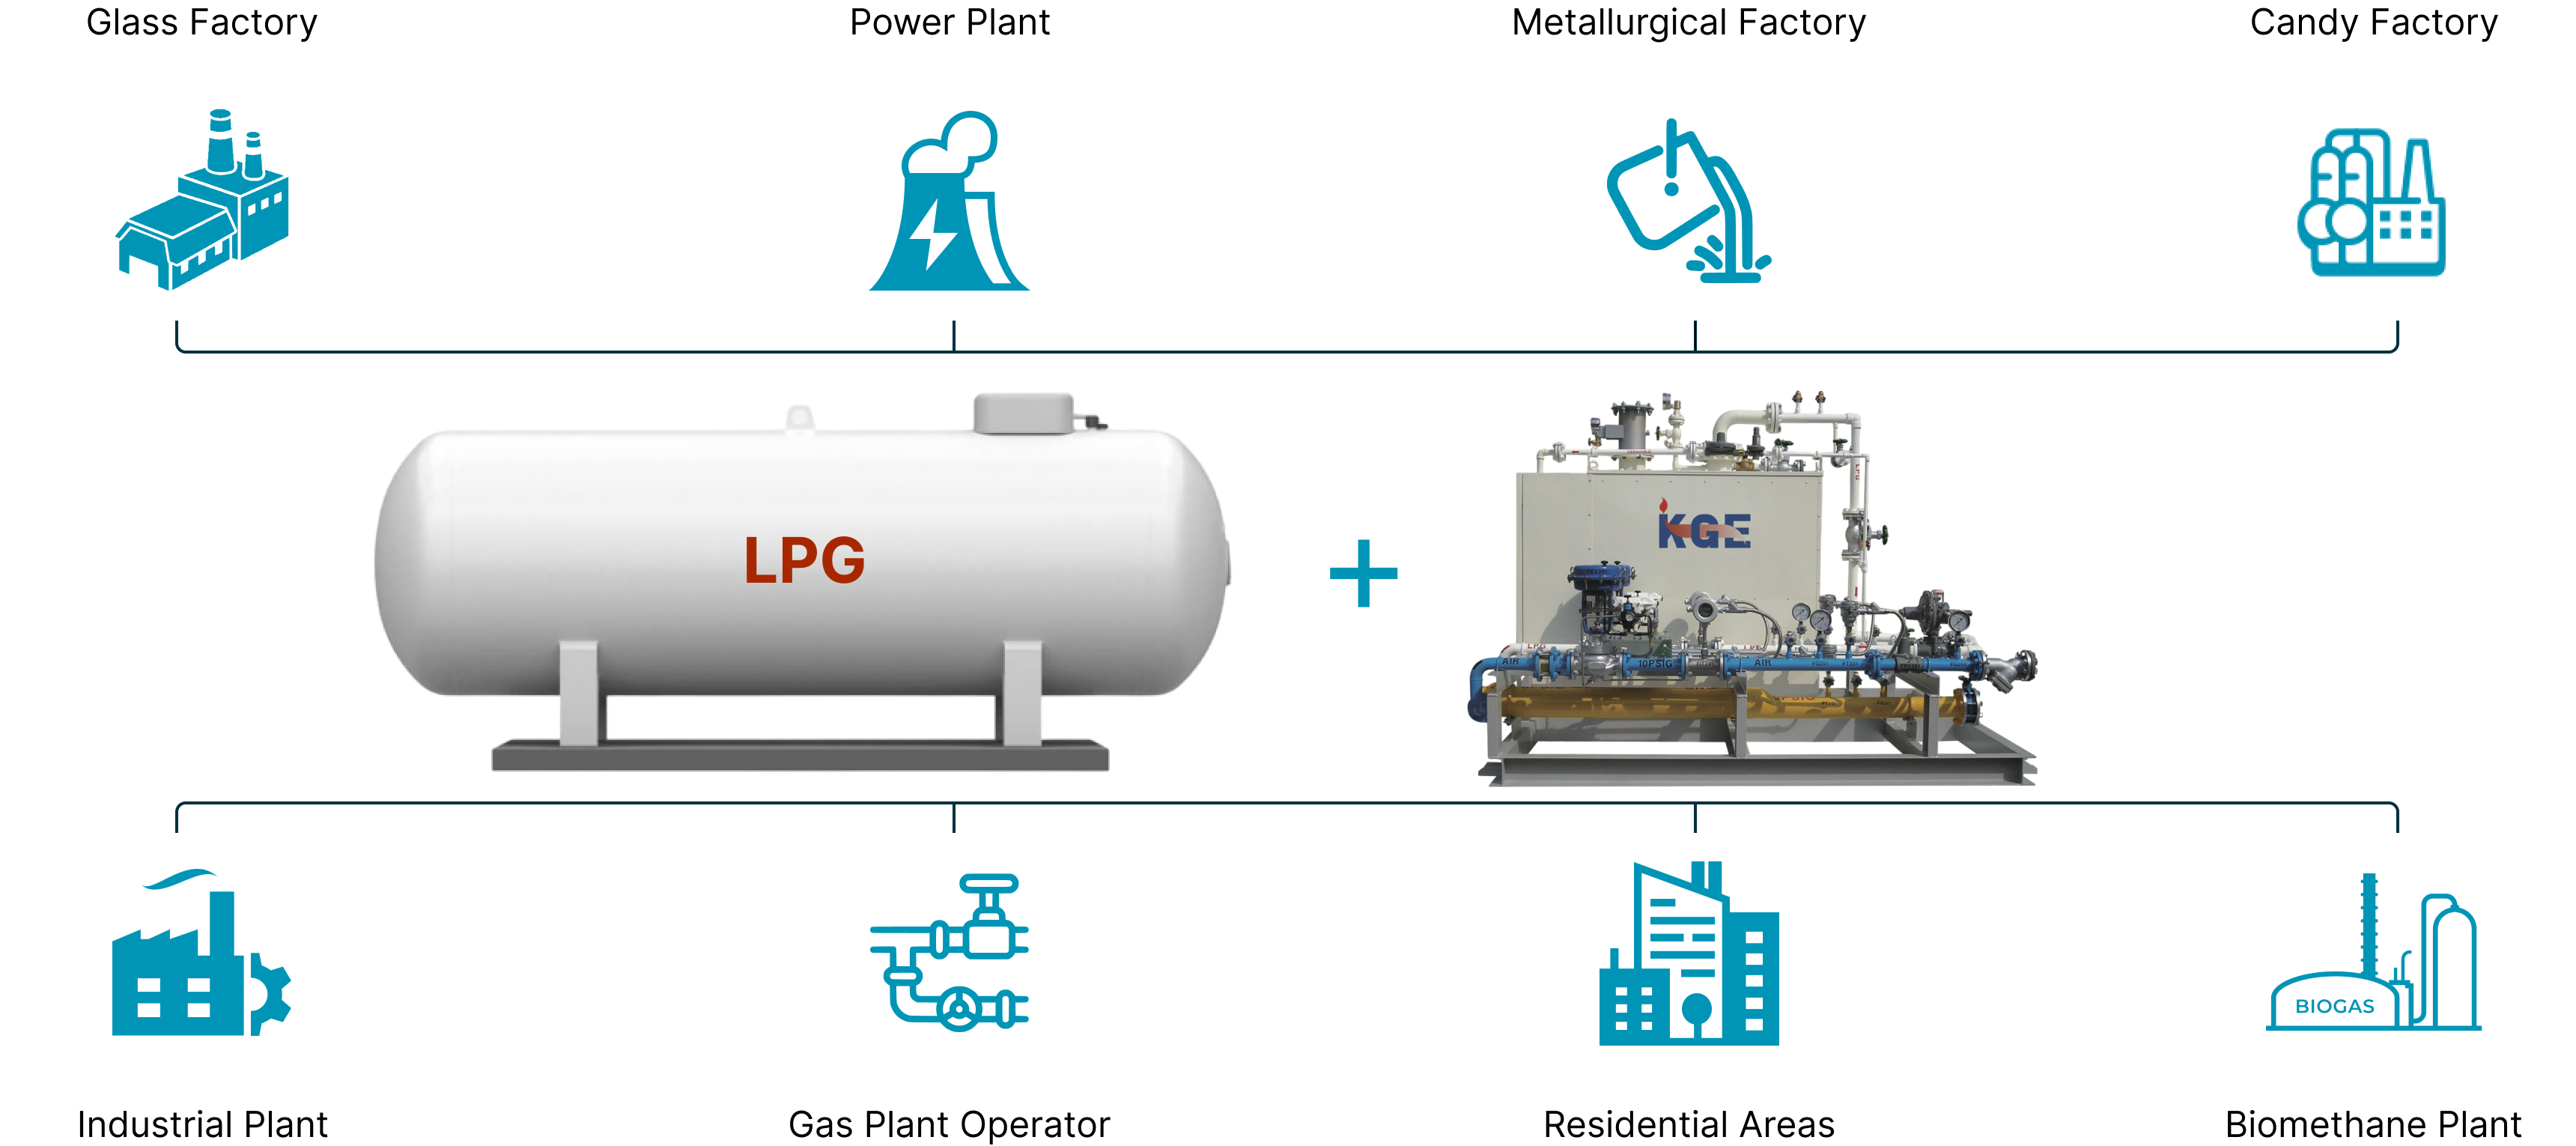 Glass Factory
Power Plant
Metallurgical Factory
Candy Factory
LPG
KGE
LPG
AIR
10PSIG
AIR
BIOGAS
Industrial Plant
Gas Plant Operator
Residential Areas
Biomethane Plant